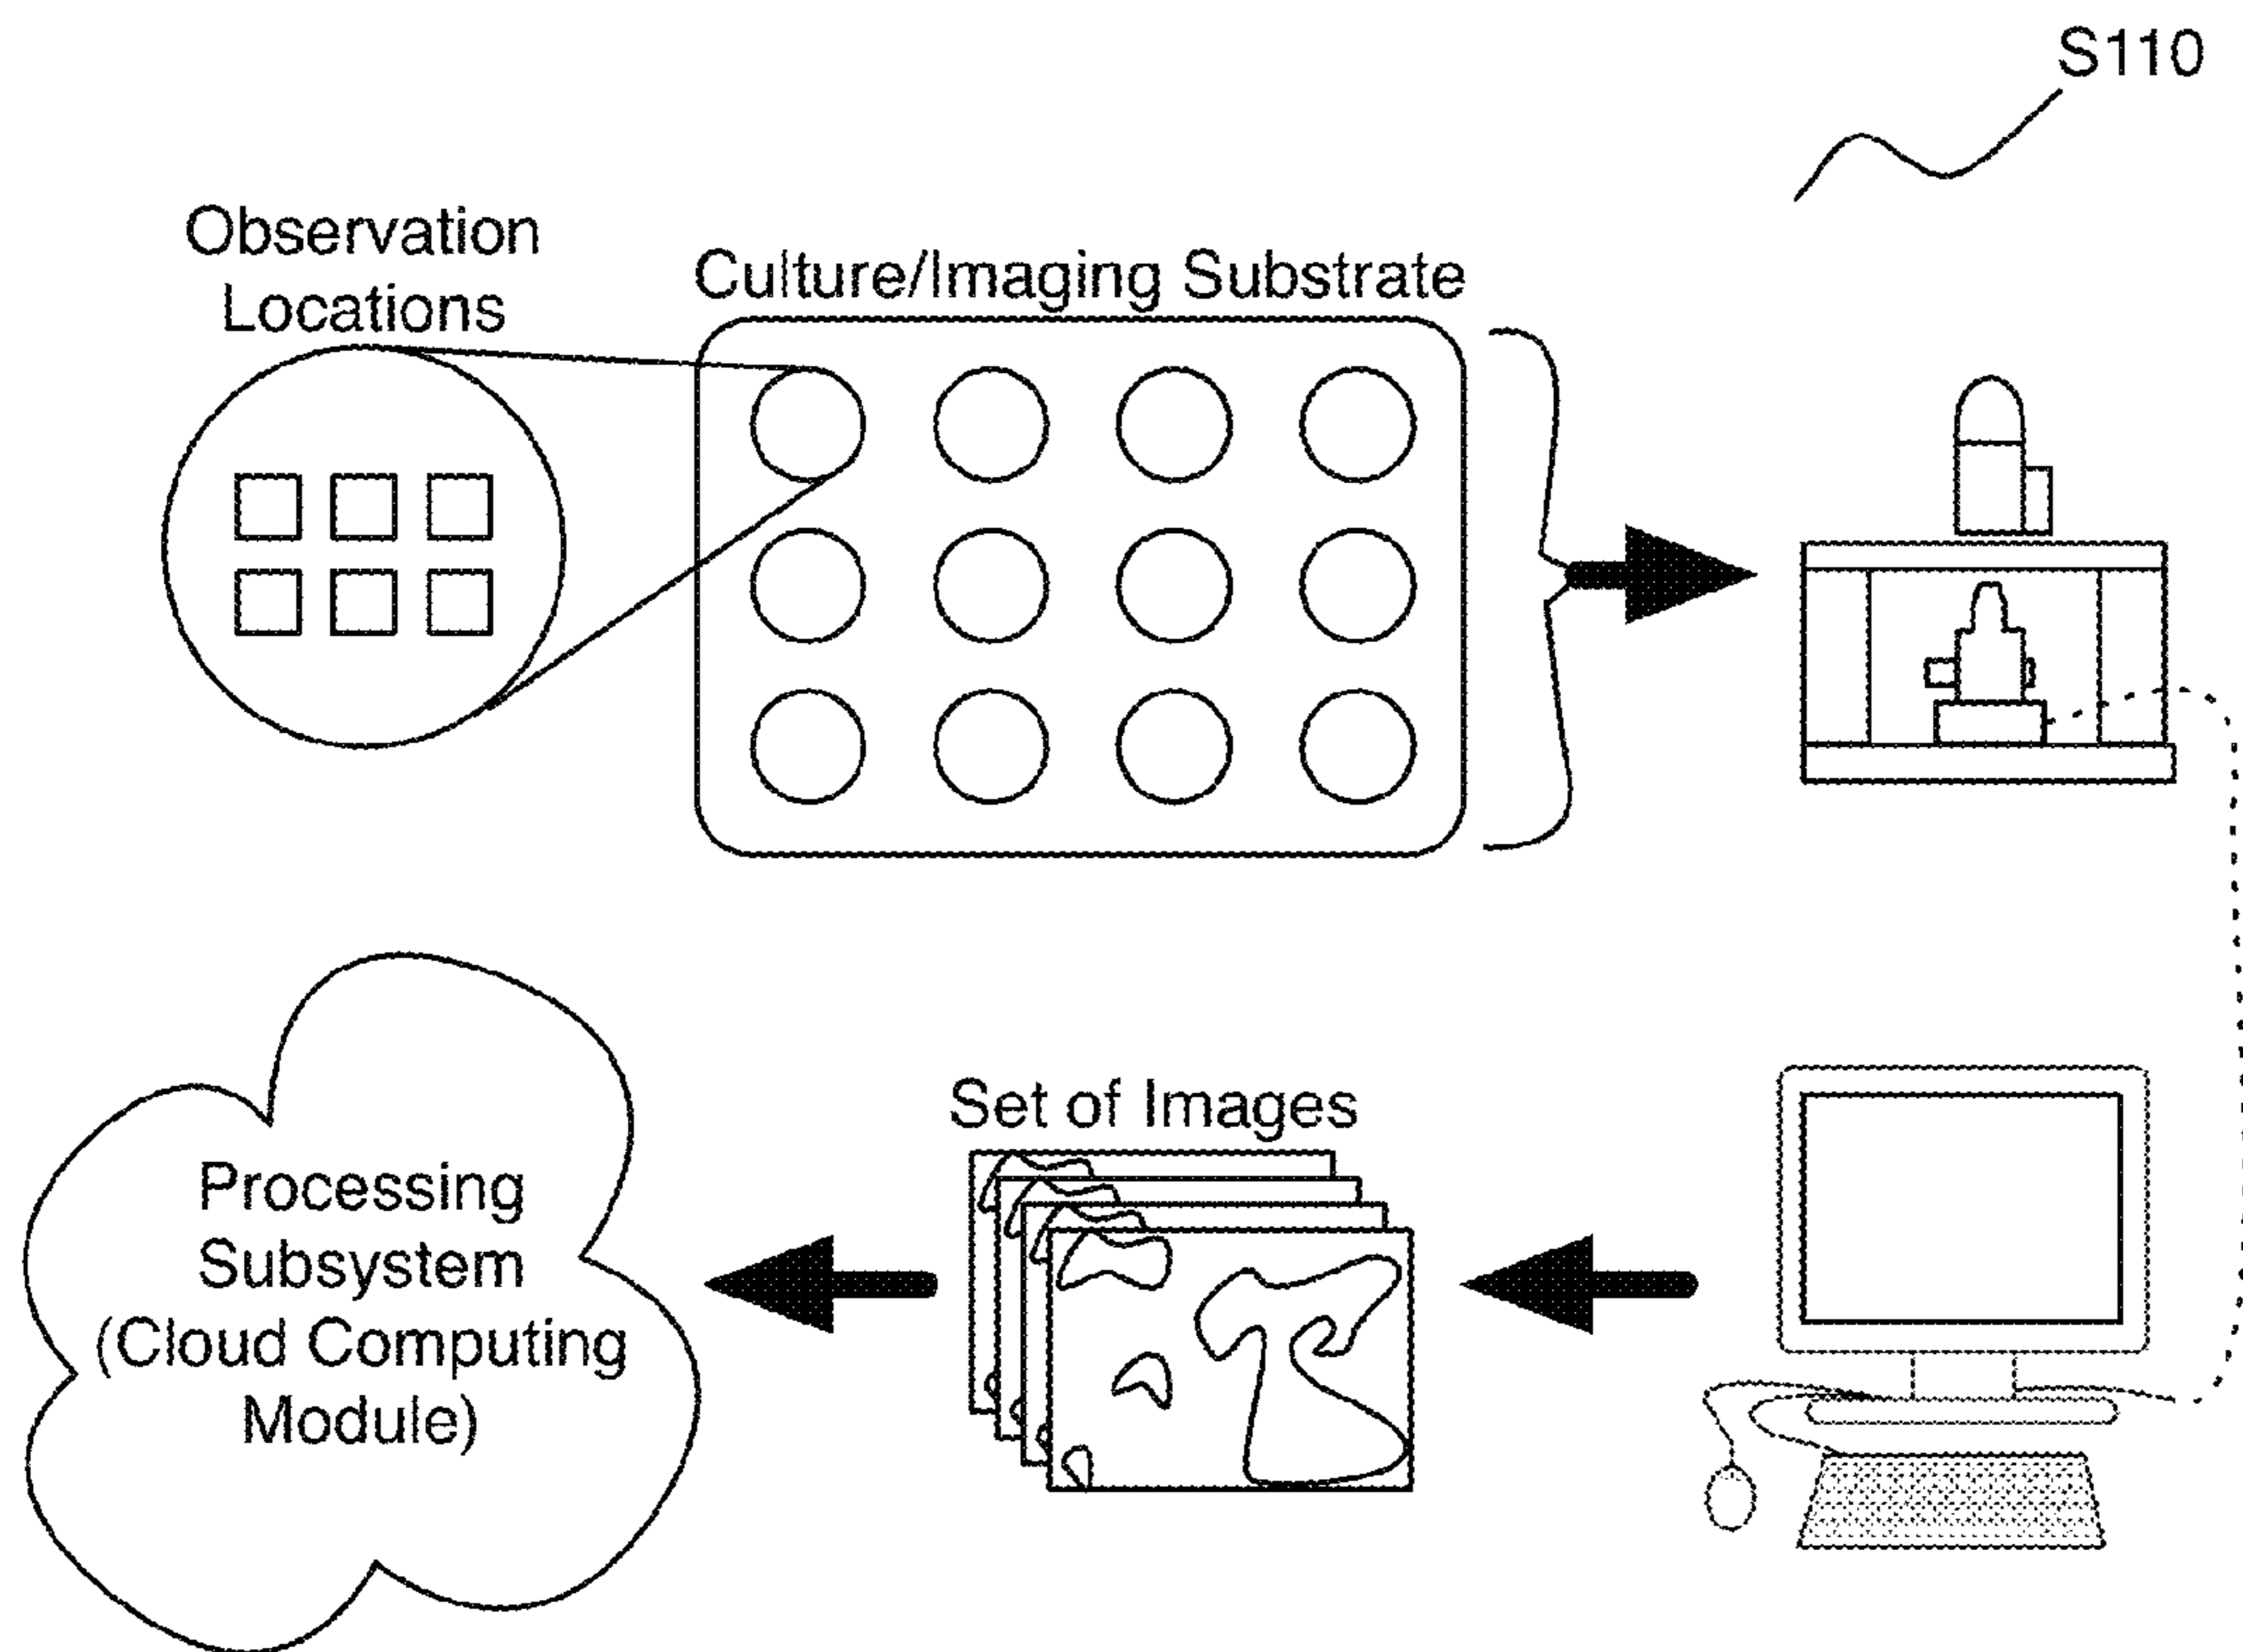 S110
Observation
Locations
Culture/Imaging Substrate
Set of Images
Processing
Subsystem
(Cloud Computing
Module)